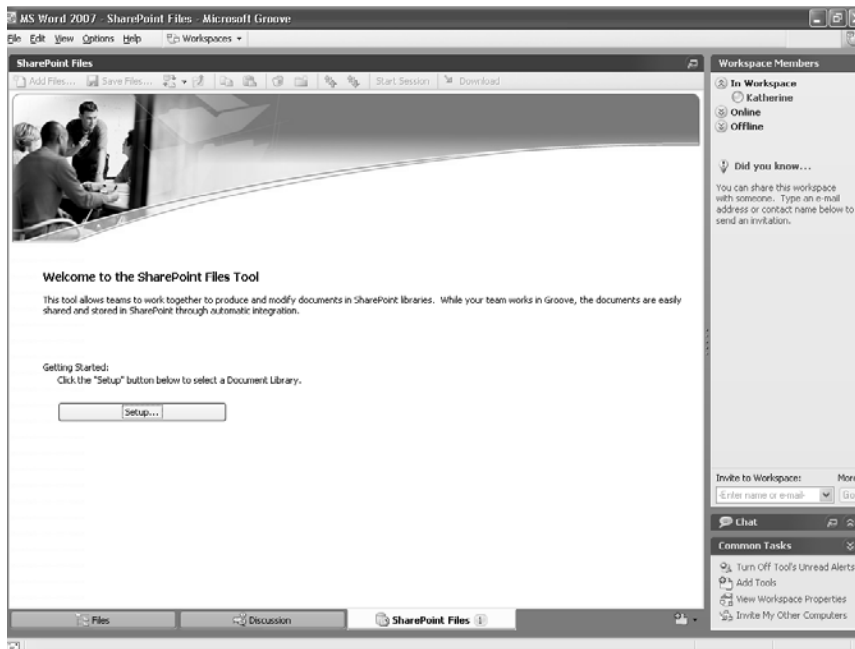 MS Word 2007 - SharePoint Files - Microsoft Groove
File Edit View Options Help Workspaces
SharePoint Files
Add Files... Save Files... Start Session Download
Welcome to the SharePoint Files Tool
This tool allows teams to work together to produce and modify documents in SharePoint libraries. While your team works in Groove, the documents are easily
shared and stored in SharePoint through automatic integration.
Getting Started:
Click the "Setup" button below to select a Document Library.
Setup...
Files Discussion SharePoint Files 1
Workspace Members
In Workspace
Katherine
Online
Offline
Did you know...
You can share this workspace
with someone. Type an e-mail
address or contact name below to
send an invitation.
Invite to Workspace: More
-Enter name or e-mail- Go
Chat
Common Tasks
Turn Off Tool's Unread Alerts
Add Tools
View Workspace Properties
Invite My Other Computers